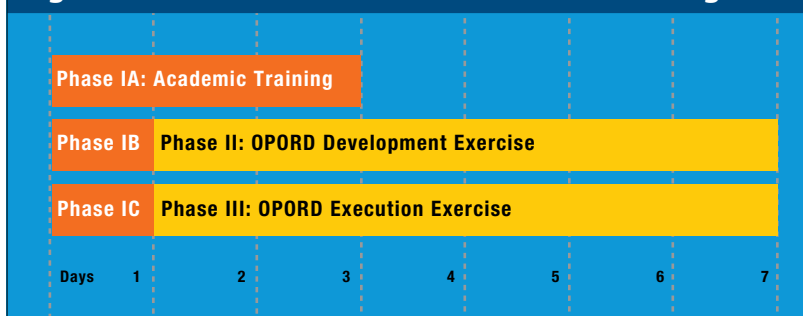 Phase IA: Academic Training
Phase IB Phase II: OPORD Development Exercise
Phase IC Phase III: OPORD Execution Exercise
Days 1 2 3 4 5 6 7